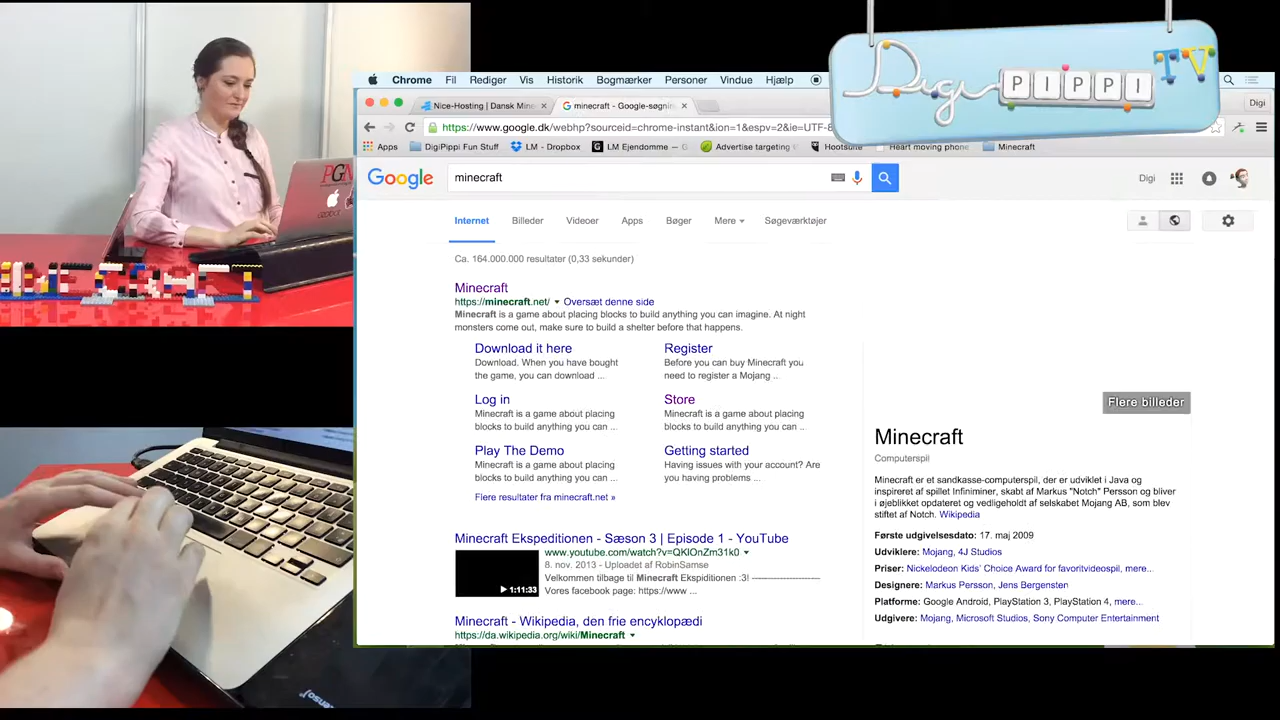 Digi PIPPI TV
Chrome Fil Rediger Vis Historik Bogmærker Personer Vindue Hjælp
Nice-Hosting | Dansk Mine
minecraft - Google-søgnin
Digi
https://www.google.dk/webhp?sourceid=chrome-instant&ion=1&espv=2&ie=UTF-8
Apps DigiPippi Fun Stuff LM - Dropbox LM Ejendomme – G Advertise targeting Hootsuite Heart moving phone Minecraft
PGN
Google minecraft Digi
Internet Billeder Videoer Apps Bøger Mere Søgeværktøjer
Ca. 164.000.000 resultater (0,33 sekunder)
MINECRAFT
Minecraft
https://minecraft.net/ Oversæt denne side
Minecraft is a game about placing blocks to build anything you can imagine. At night
monsters come out, make sure to build a shelter before that happens.
Download it here
Download. When you have bought
the game, you can download ...
Register
Before you can buy Minecraft you
need to register a Mojang ...
Log in
Minecraft is a game about placing
blocks to build anything you can ...
Store
Minecraft is a game about placing
blocks to build anything you can ..
Play The Demo
Minecraft is a game about placing
blocks to build anything you can ...
Getting started
Having issues with your account? Are
you having problems ...
Flere resultater fra minecraft.net »
Minecraft Ekspeditionen - Sæson 3 | Episode 1 - YouTube
www.youtube.com/watch?v=QKlOnZm31k0
8. nov. 2013 - Uploadet af RobinSamse
Velkommen tilbage til Minecraft Ekspeditionen :3!
Vores facebook page: https://www ...
1:11:33
Minecraft - Wikipedia, den frie encyklopædi
https://da.wikipedia.org/wiki/Minecraft
Flere billeder
Minecraft
Computerspil
Minecraft er et sandkasse-computerspil, der er udviklet i Java og
inspireret af spillet Infiniminer, skabt af Markus "Notch" Persson og bliver
i øjeblikket opdateret og vedligeholdt af selskabet Mojang AB, som blev
stiftet af Notch. Wikipedia
Første udgivelsesdato: 17. maj 2009
Udviklere: Mojang, 4J Studios
Priser: Nickelodeon Kids' Choice Award for favoritvideospil, mere...
Designere: Markus Persson, Jens Bergensten
Platforme: Google Android, PlayStation 3, PlayStation 4, mere...
Udgivere: Mojang, Microsoft Studios, Sony Computer Entertainment